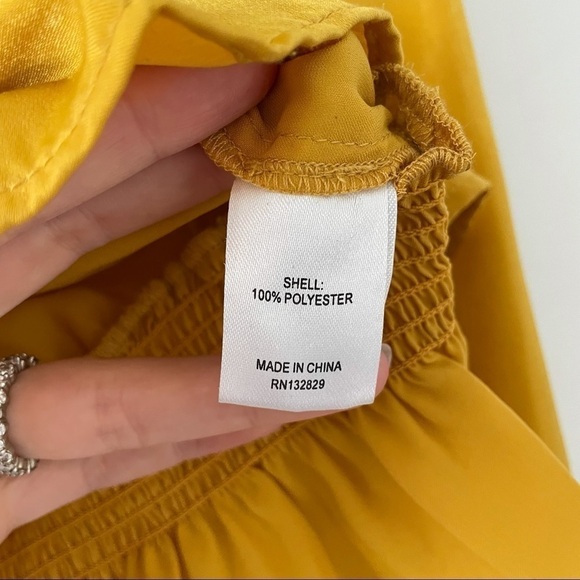 SHELL:
100% POLYESTER
MADE IN CHINA
RN132829